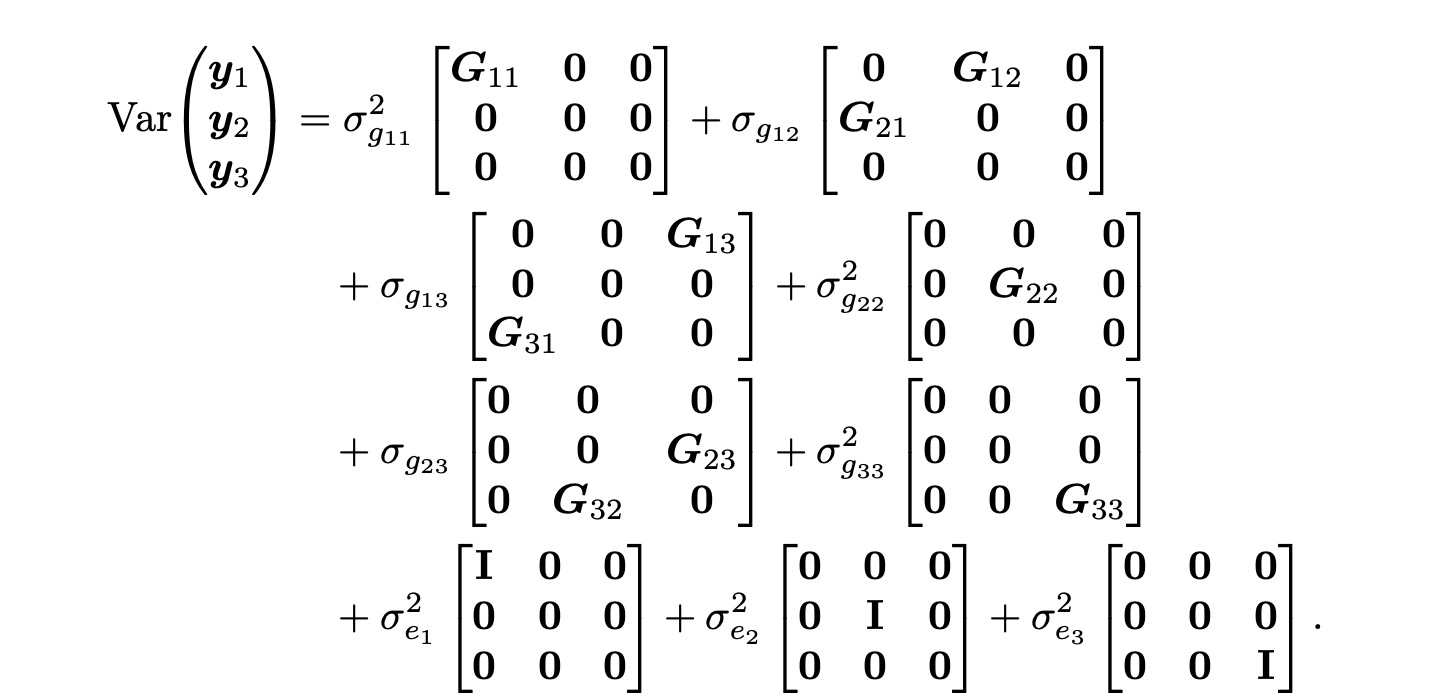 \operatorname{Var}\begin{pmatrix} \boldsymbol{y}_1 \\ \boldsymbol{y}_2 \\ \boldsymbol{y}_3 \end{pmatrix} = \sigma^2_{g_{11}} \begin{bmatrix} \boldsymbol{G}_{11} & \mathbf{0} & \mathbf{0} \\ \mathbf{0} & \mathbf{0} & \mathbf{0} \\ \mathbf{0} & \mathbf{0} & \mathbf{0} \end{bmatrix} + \sigma_{g_{12}} \begin{bmatrix} \mathbf{0} & \boldsymbol{G}_{12} & \mathbf{0} \\ \boldsymbol{G}_{21} & \mathbf{0} & \mathbf{0} \\ \mathbf{0} & \mathbf{0} & \mathbf{0} \end{bmatrix}
+ \sigma_{g_{13}} \begin{bmatrix} \mathbf{0} & \mathbf{0} & \boldsymbol{G}_{13} \\ \mathbf{0} & \mathbf{0} & \mathbf{0} \\ \boldsymbol{G}_{31} & \mathbf{0} & \mathbf{0} \end{bmatrix} + \sigma^2_{g_{22}} \begin{bmatrix} \mathbf{0} & \mathbf{0} & \mathbf{0} \\ \mathbf{0} & \boldsymbol{G}_{22} & \mathbf{0} \\ \mathbf{0} & \mathbf{0} & \mathbf{0} \end{bmatrix}
+ \sigma_{g_{23}} \begin{bmatrix} \mathbf{0} & \mathbf{0} & \mathbf{0} \\ \mathbf{0} & \mathbf{0} & \boldsymbol{G}_{23} \\ \mathbf{0} & \boldsymbol{G}_{32} & \mathbf{0} \end{bmatrix} + \sigma^2_{g_{33}} \begin{bmatrix} \mathbf{0} & \mathbf{0} & \mathbf{0} \\ \mathbf{0} & \mathbf{0} & \mathbf{0} \\ \mathbf{0} & \mathbf{0} & \boldsymbol{G}_{33} \end{bmatrix}
+ \sigma^2_{e_1} \begin{bmatrix} \mathbf{I} & \mathbf{0} & \mathbf{0} \\ \mathbf{0} & \mathbf{0} & \mathbf{0} \\ \mathbf{0} & \mathbf{0} & \mathbf{0} \end{bmatrix} + \sigma^2_{e_2} \begin{bmatrix} \mathbf{0} & \mathbf{0} & \mathbf{0} \\ \mathbf{0} & \mathbf{I} & \mathbf{0} \\ \mathbf{0} & \mathbf{0} & \mathbf{0} \end{bmatrix} + \sigma^2_{e_3} \begin{bmatrix} \mathbf{0} & \mathbf{0} & \mathbf{0} \\ \mathbf{0} & \mathbf{0} & \mathbf{0} \\ \mathbf{0} & \mathbf{0} & \mathbf{I} \end{bmatrix}.